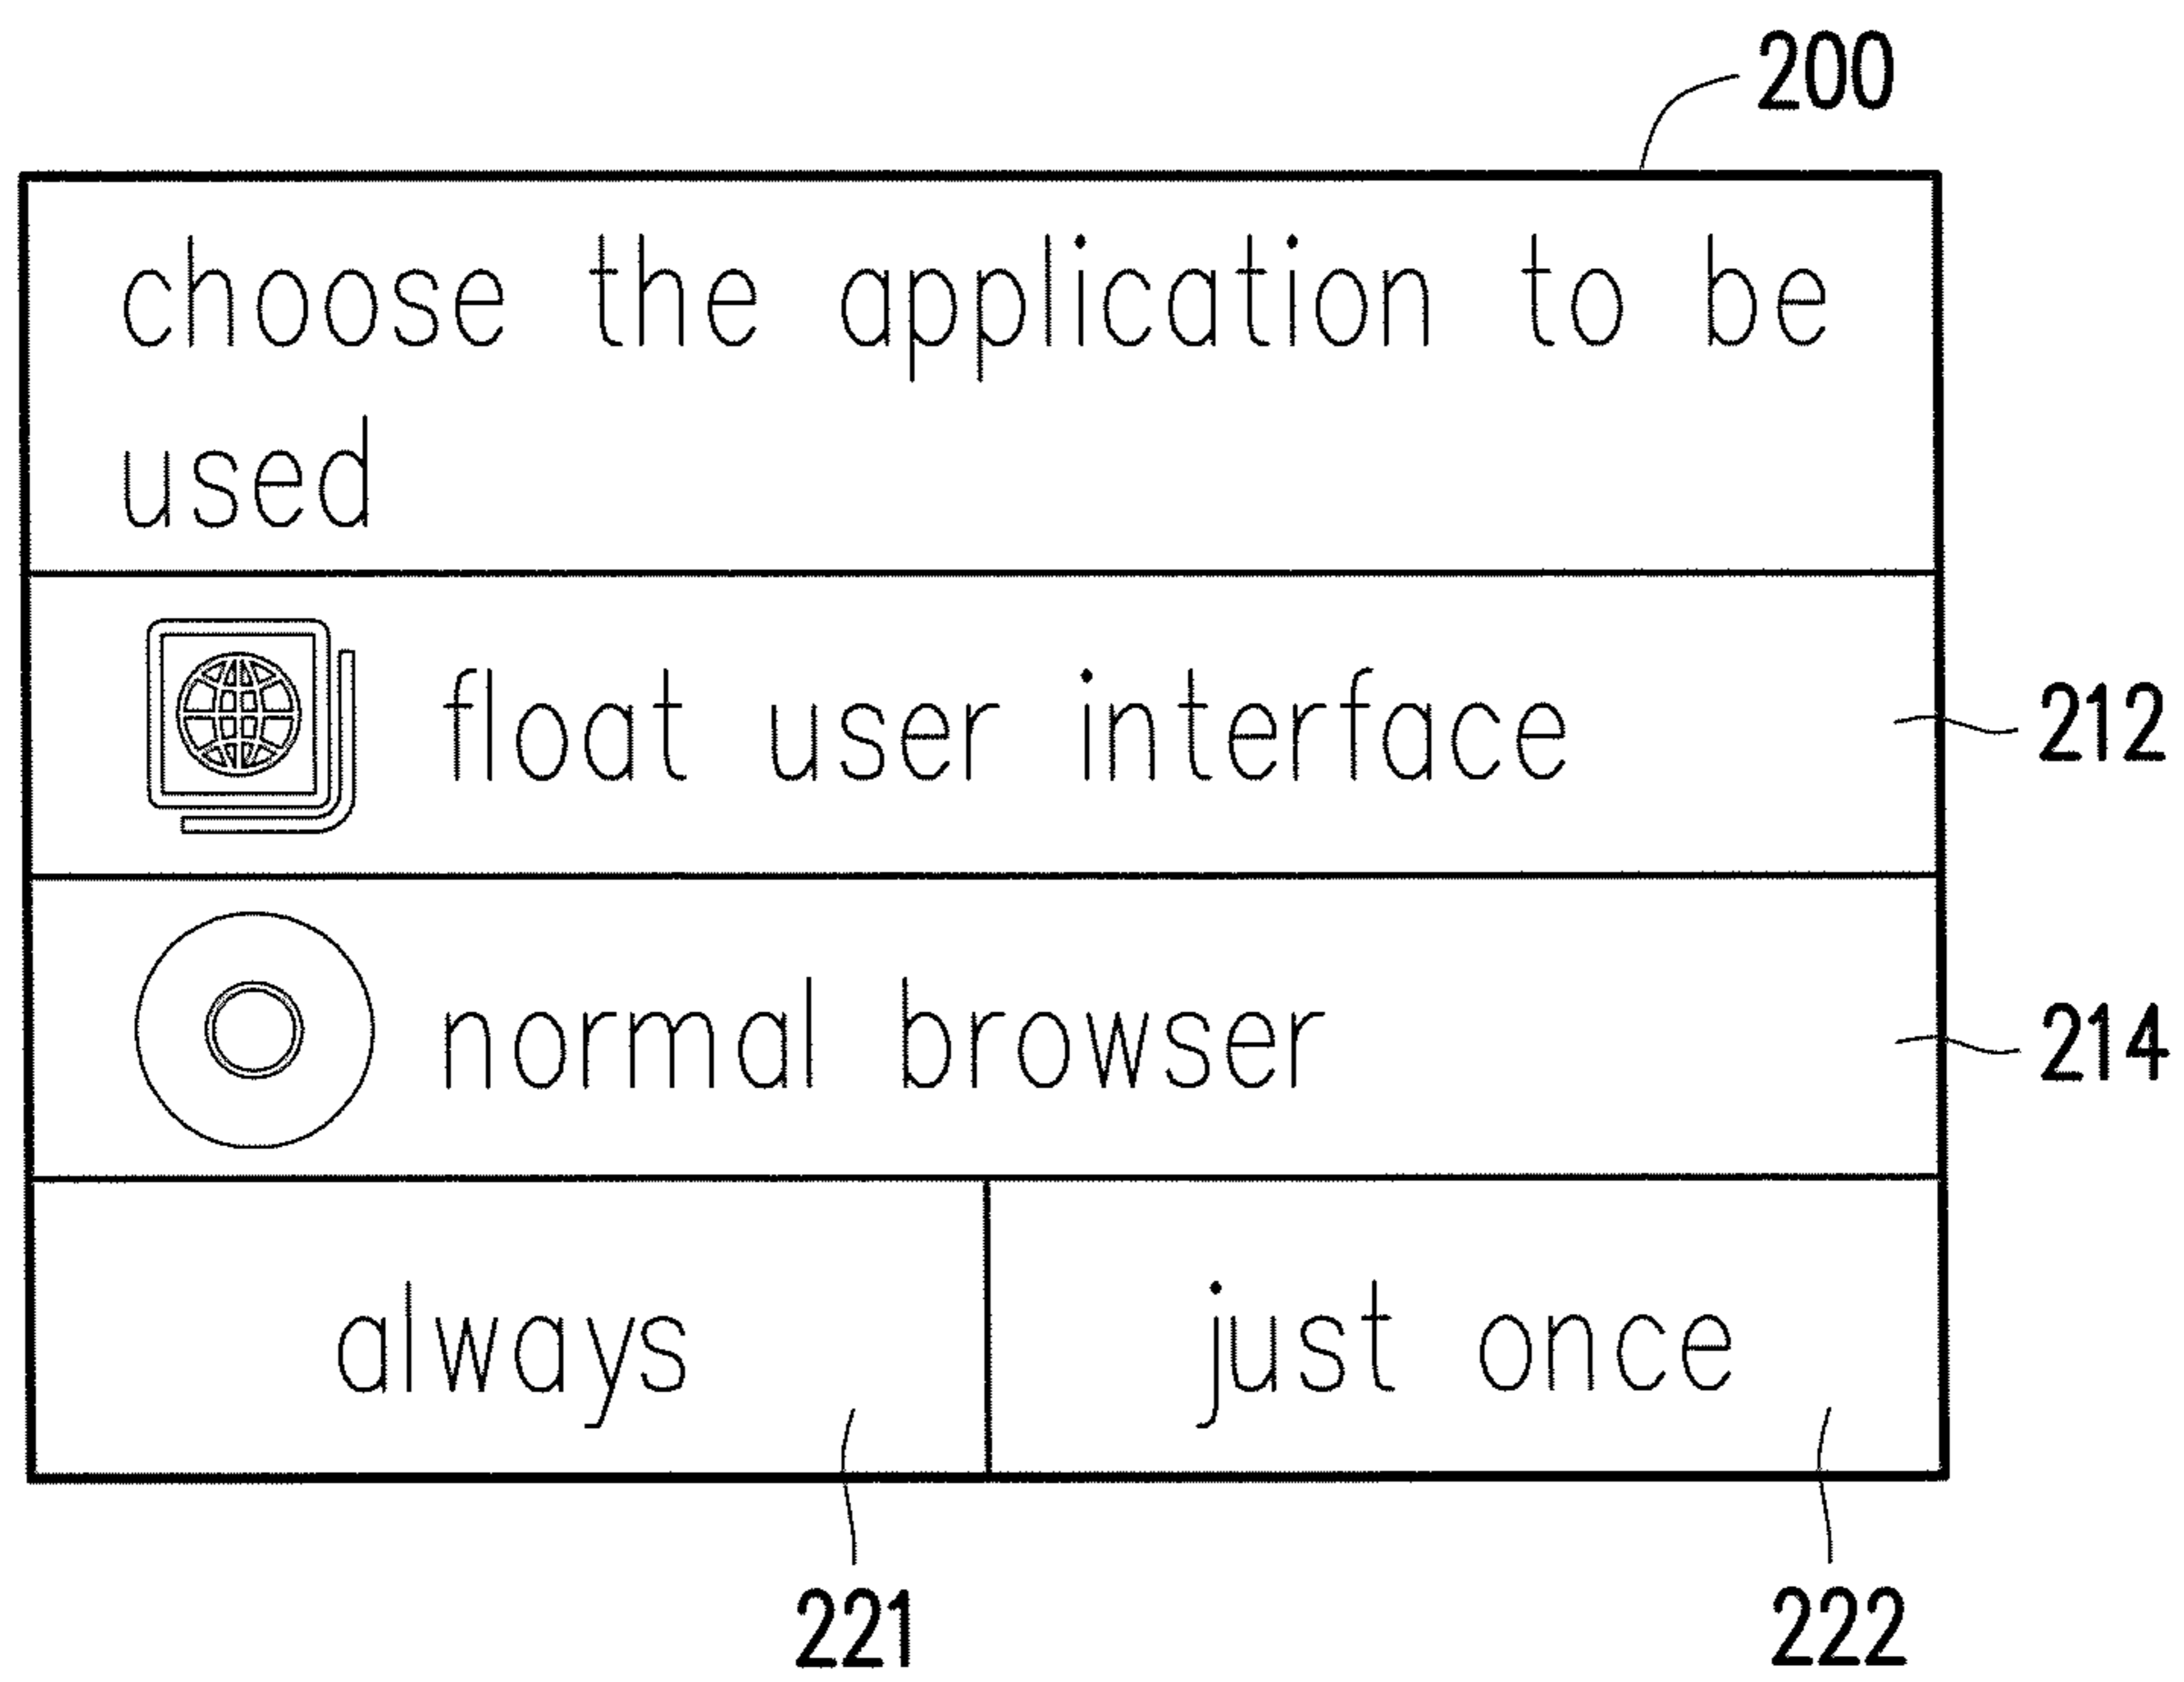 200
choose the application to be
used
float user interface
212
normal browser
214
always
just once
221
222